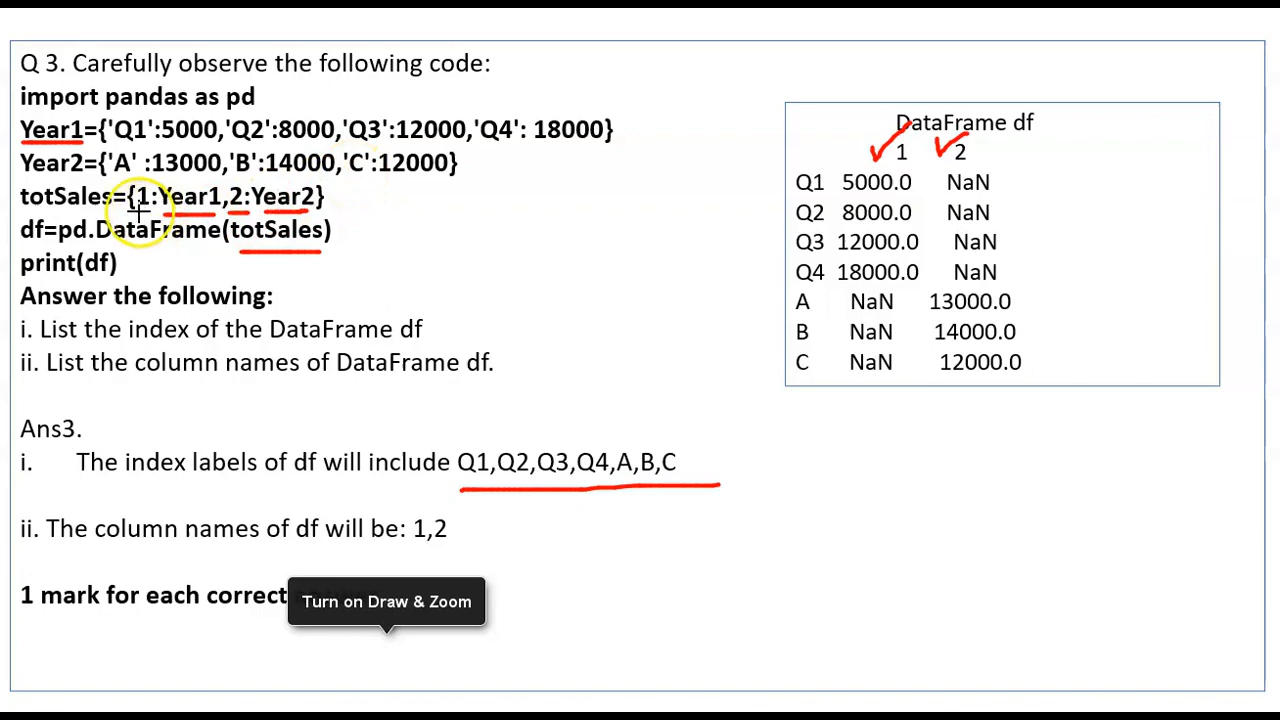 Q 3. Carefully observe the following code:
import pandas as pd
Year1={'Q1':5000,'Q2':8000,'Q3':12000,'Q4': 18000}
Year2={'A' :13000,'B':14000,'C':12000}
totSales={1:Year1,2:Year2}
df=pd.DataFrame(totSales)
print(df)
Answer the following:
i. List the index of the DataFrame df
ii. List the column names of DataFrame df.
Ans3.
i. The index labels of df will include Q1,Q2,Q3,Q4,A,B,C
ii. The column names of df will be: 1,2
1 mark for each correct
Turn on Draw & Zoom
DataFrame df
1 2
Q1 5000.0 NaN
Q2 8000.0 NaN
Q3 12000.0 NaN
Q4 18000.0 NaN
A NaN 13000.0
B NaN 14000.0
C NaN 12000.0